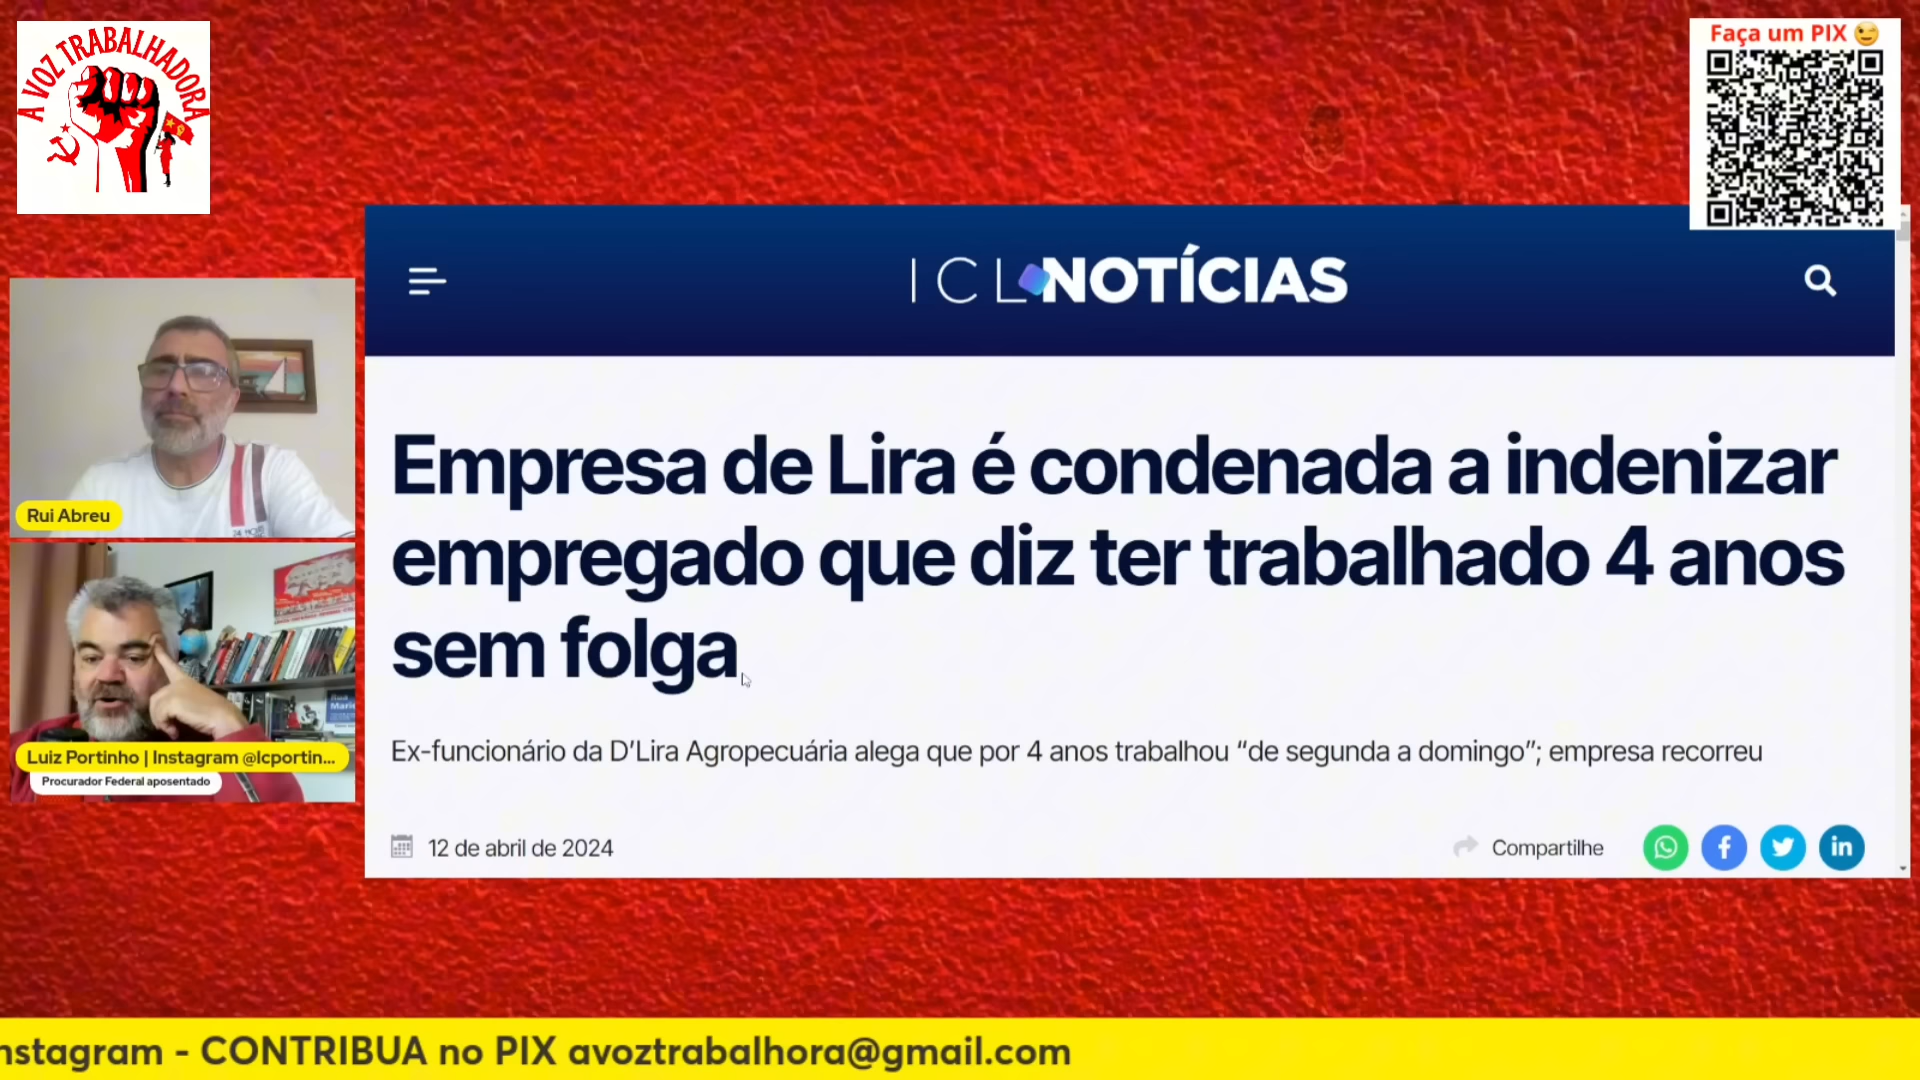 A VOZ TRABALHADORA
Faça um PIX
ICL NOTÍCIAS
Empresa de Lira é condenada a indenizar
empregado que diz ter trabalhado 4 anos
sem folga
Ex-funcionário da D’Lira Agropecuária alega que por 4 anos trabalhou “de segunda a domingo”; empresa recorreu
12 de abril de 2024
Compartilhe
Rui Abreu
Luiz Portinho | Instagram @lcportin...
Procurador Federal aposentado
nstagram - CONTRIBUA no PIX avoztrabalhora@gmail.com